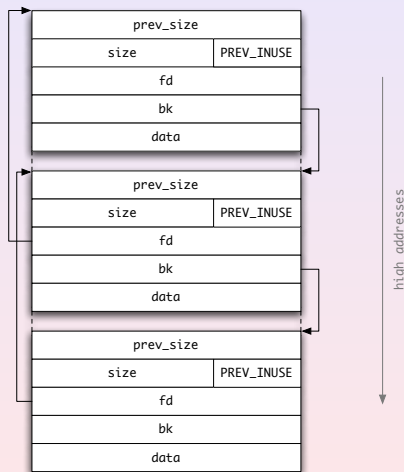 prev_size
size PREV_INUSE
fd
bk
data
prev_size
size PREV_INUSE
fd
bk
data
prev_size
size PREV_INUSE
fd
bk
data
high addresses